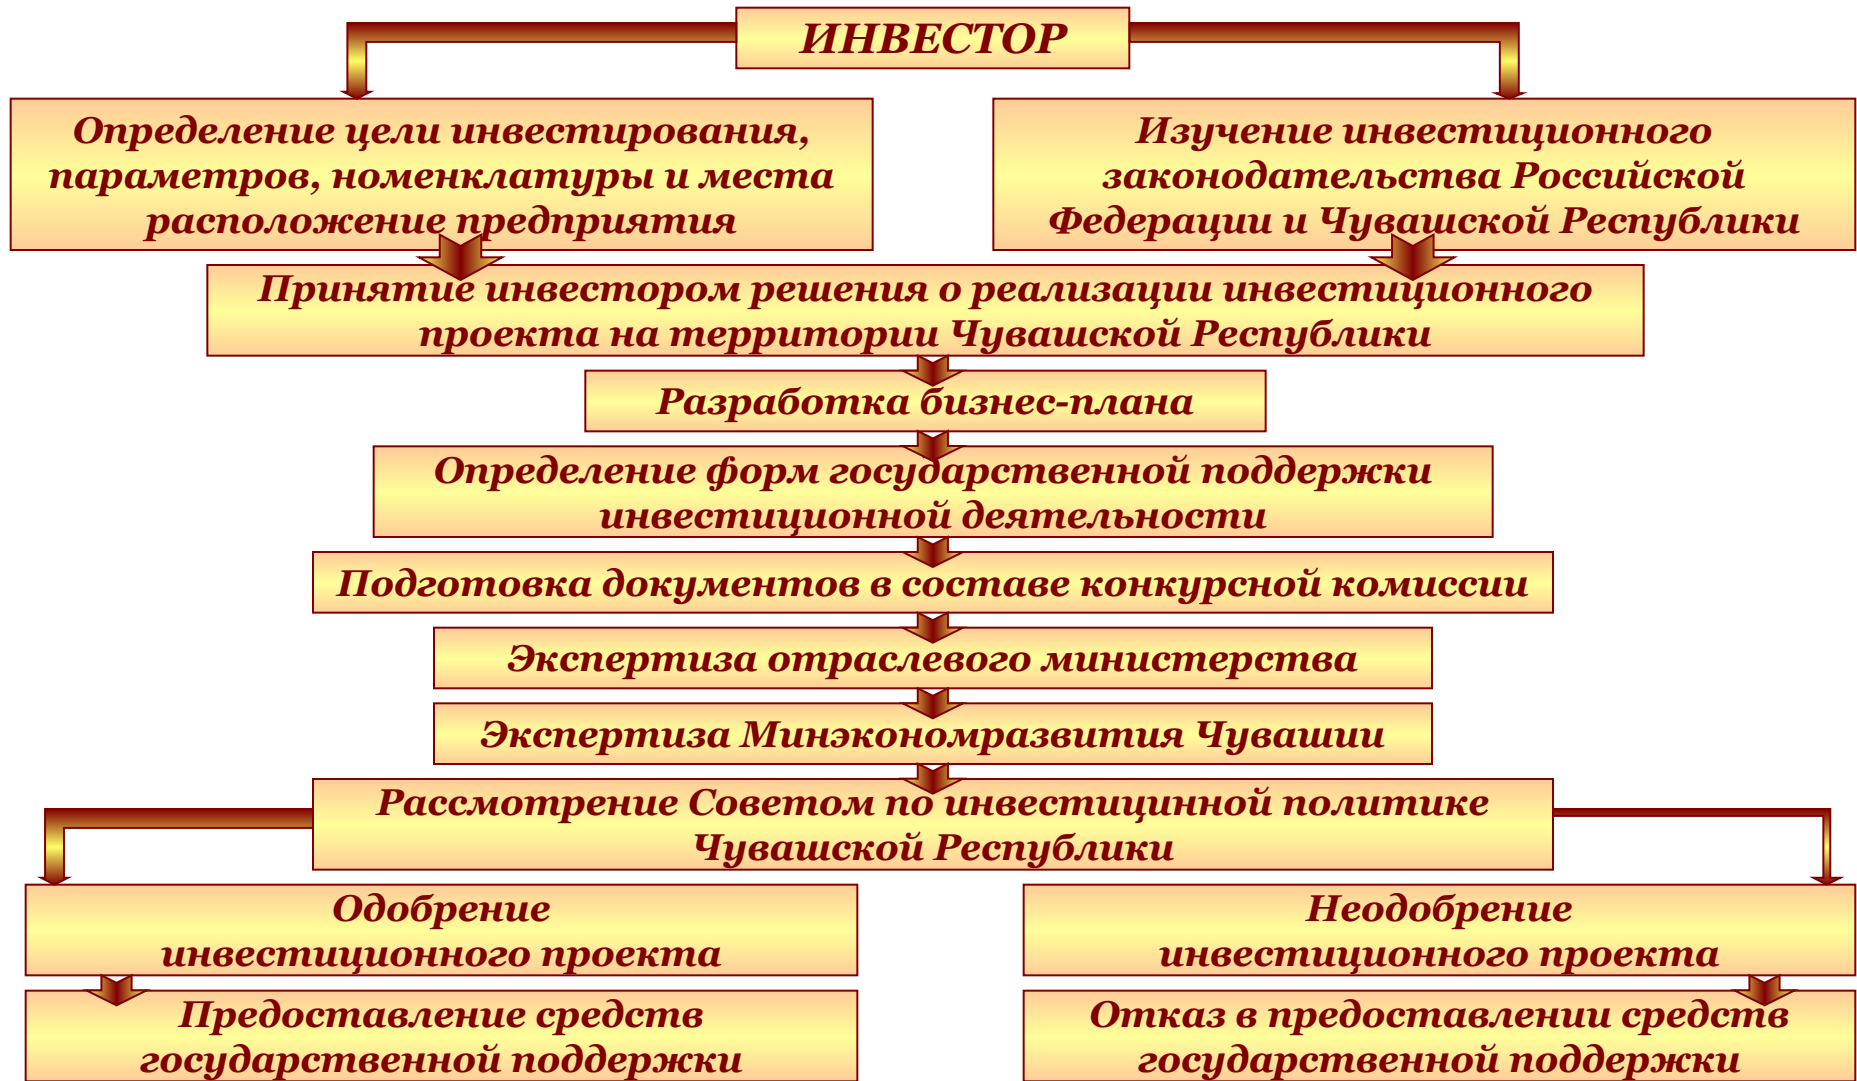 ИНВЕСТОР
Определение цели инвестирования,
параметров, номенклатуры и места
расположение предприятия
Изучение инвестиционного
законодательства Российской
Федерации и Чувашской Республики
Принятие инвестором решения о реализации инвестиционного
проекта на территории Чувашской Республики
Разработка бизнес-плана
Определение форм государственной поддержки
инвестиционной деятельности
Подготовка документов в составе конкурсной комиссии
Экспертиза отраслевого министерства
Экспертиза Минэкономразвития Чувашии
Рассмотрение Советом по инвестицинной политике
Чувашской Республики
Одобрение
инвестиционного проекта
Неодобрение
инвестиционного проекта
Предоставление средств
государственной поддержки
Отказ в предоставлении средств
государственной поддержки